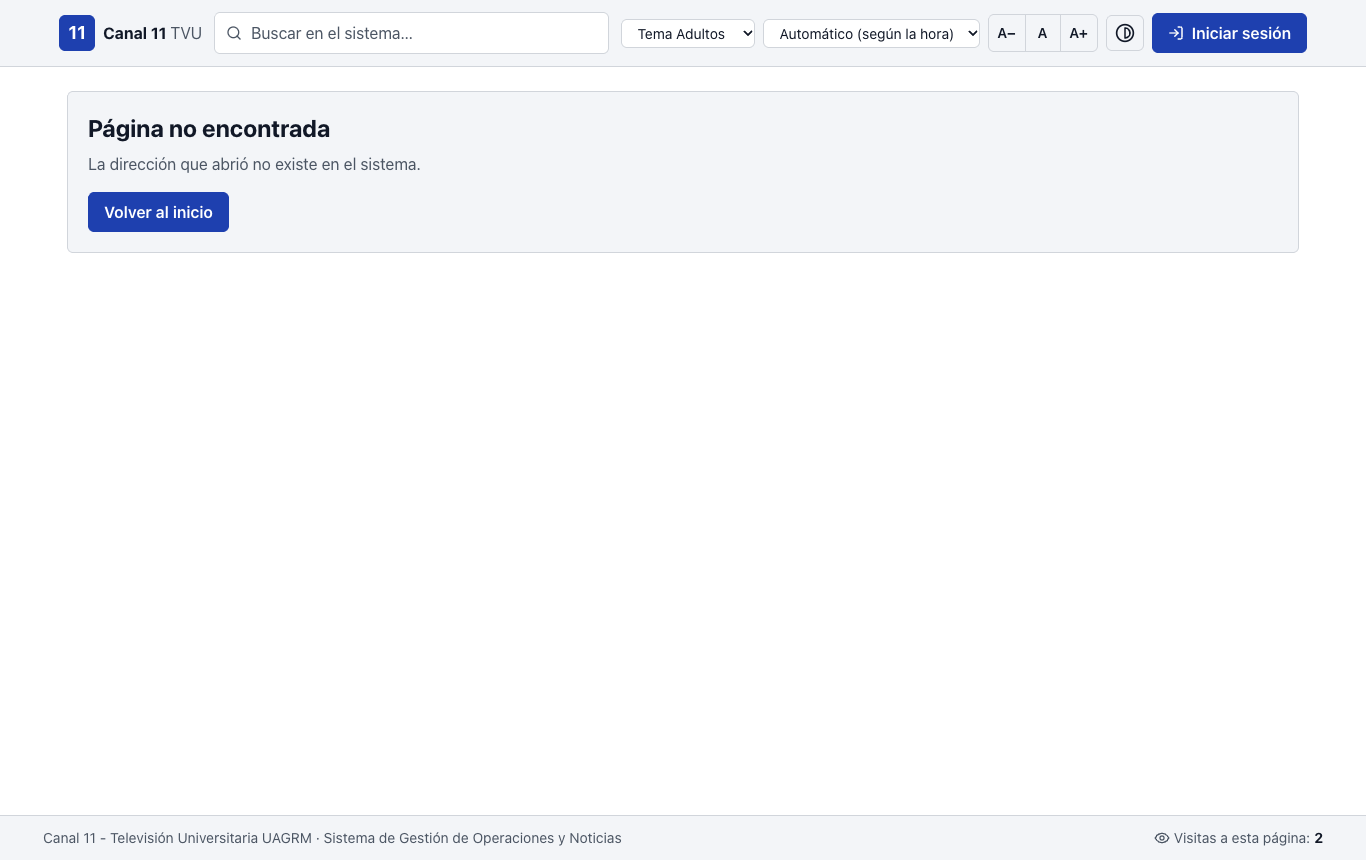 11 Canal 11 TVU Buscar en el sistema... Tema Adultos Automático (según la hora) A− A A+ Iniciar sesión
Página no encontrada
La dirección que abrió no existe en el sistema.
Volver al inicio
Canal 11 - Televisión Universitaria UAGRM · Sistema de Gestión de Operaciones y Noticias Visitas a esta página: 2